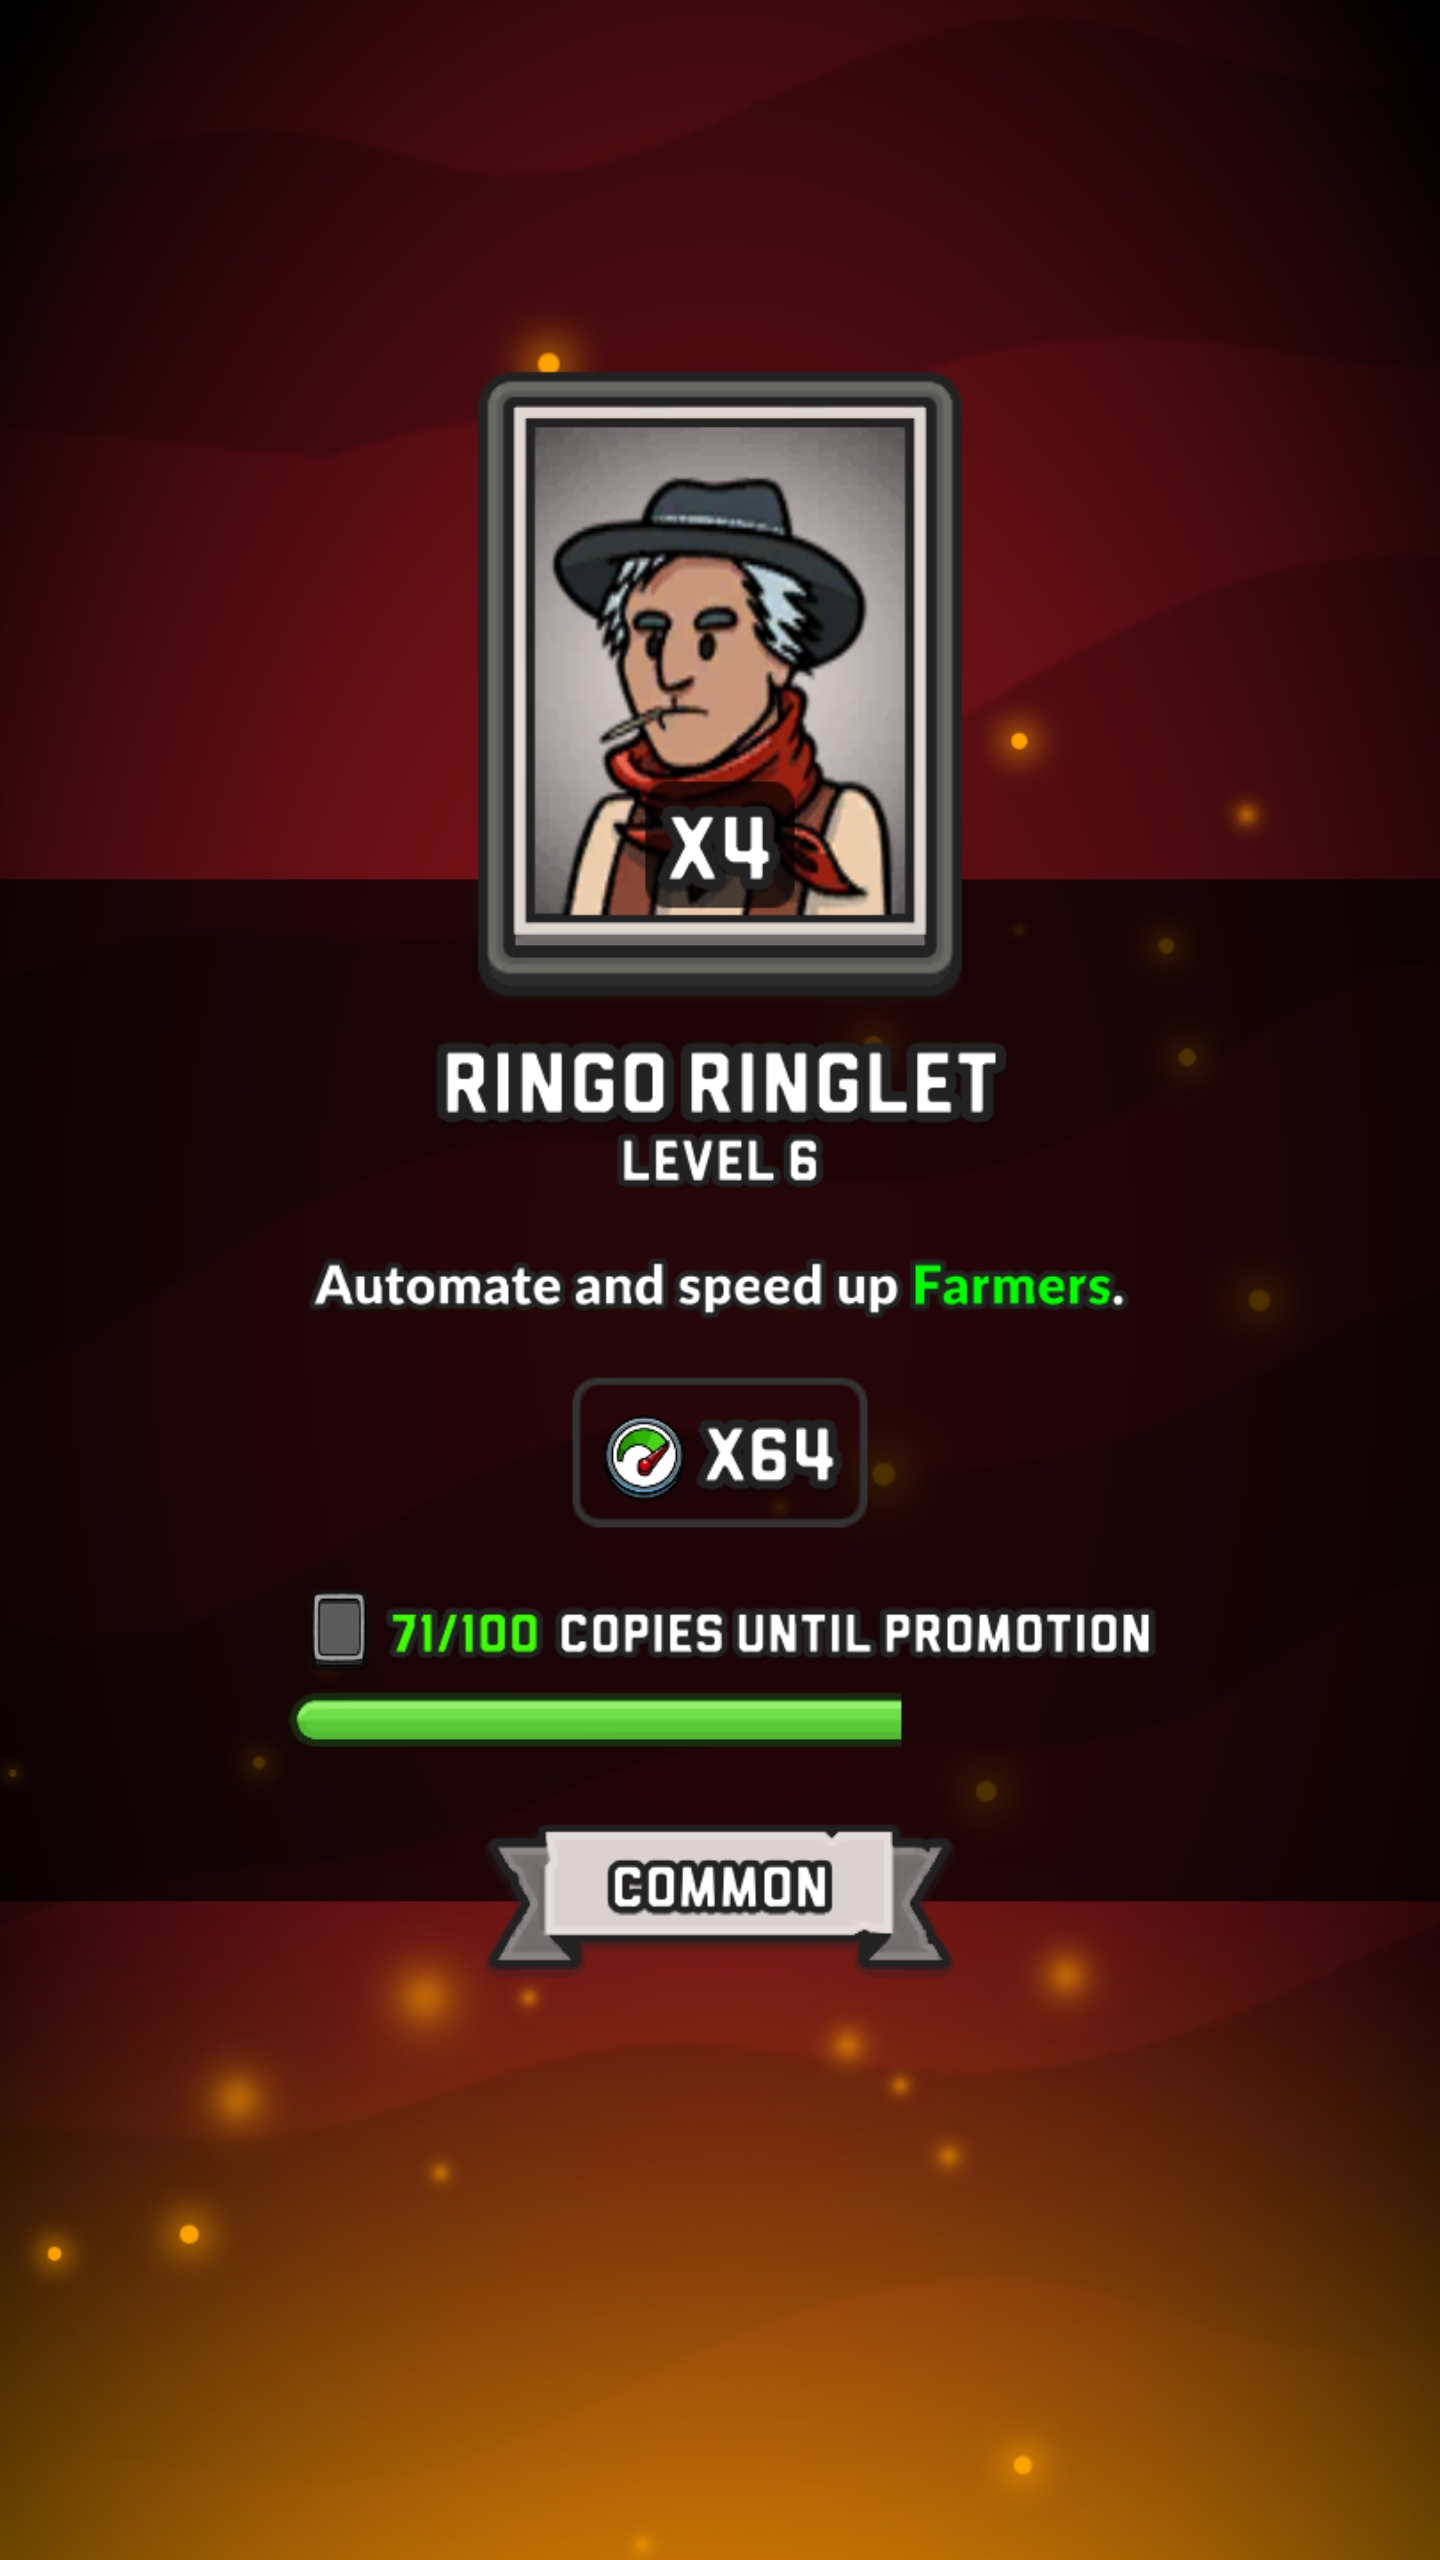 X4
RINGO RINGLET
LEVEL 6
Automate and speed up Farmers.
X64
71/100 COPIES UNTIL PROMOTION
COMMON